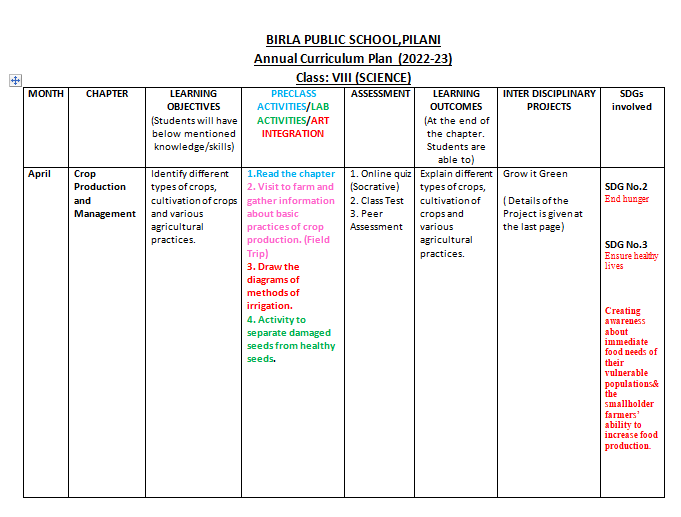 BIRLA PUBLIC SCHOOL,PILANI
Annual Curriculum Plan (2022-23)
Class: VIII (SCIENCE)
MONTH
CHAPTER
LEARNING
OBJECTIVES
(Students will have
below mentioned
knowledge/skills)
PRECLASS
ACTIVITIES/LAB
ACTIVITIES/ART
INTEGRATION
ASSESSMENT
LEARNING
OUTCOMES
(At the end of
the chapter.
Students are
able to)
INTER DISCIPLINARY
PROJECTS
SDGs
involved
April
Crop
Production
and
Management
Identify different
types of crops,
cultivation of crops
and various
agricultural
practices.
1.Read the chapter
2. Visit to farm and
gather information
about basic
practices of crop
production. (Field
Trip)
3. Draw the
diagrams of
methods of
irrigation.
4. Activity to
separate damaged
seeds from healthy
seeds.
1. Online quiz
(Socrative)
2. Class Test
3. Peer
Assessment
Explain different
types of crops,
cultivation of
crops and
various
agricultural
practices.
Grow it Green
( Details of the
Project is given at
the last page)
SDG No.2
End hunger
SDG No.3
Ensure healthy
lives
Creating
awareness
about
immediate
food needs of
their
vulnerable
populations&
the
smallholder
farmers’
ability to
increase food
production.